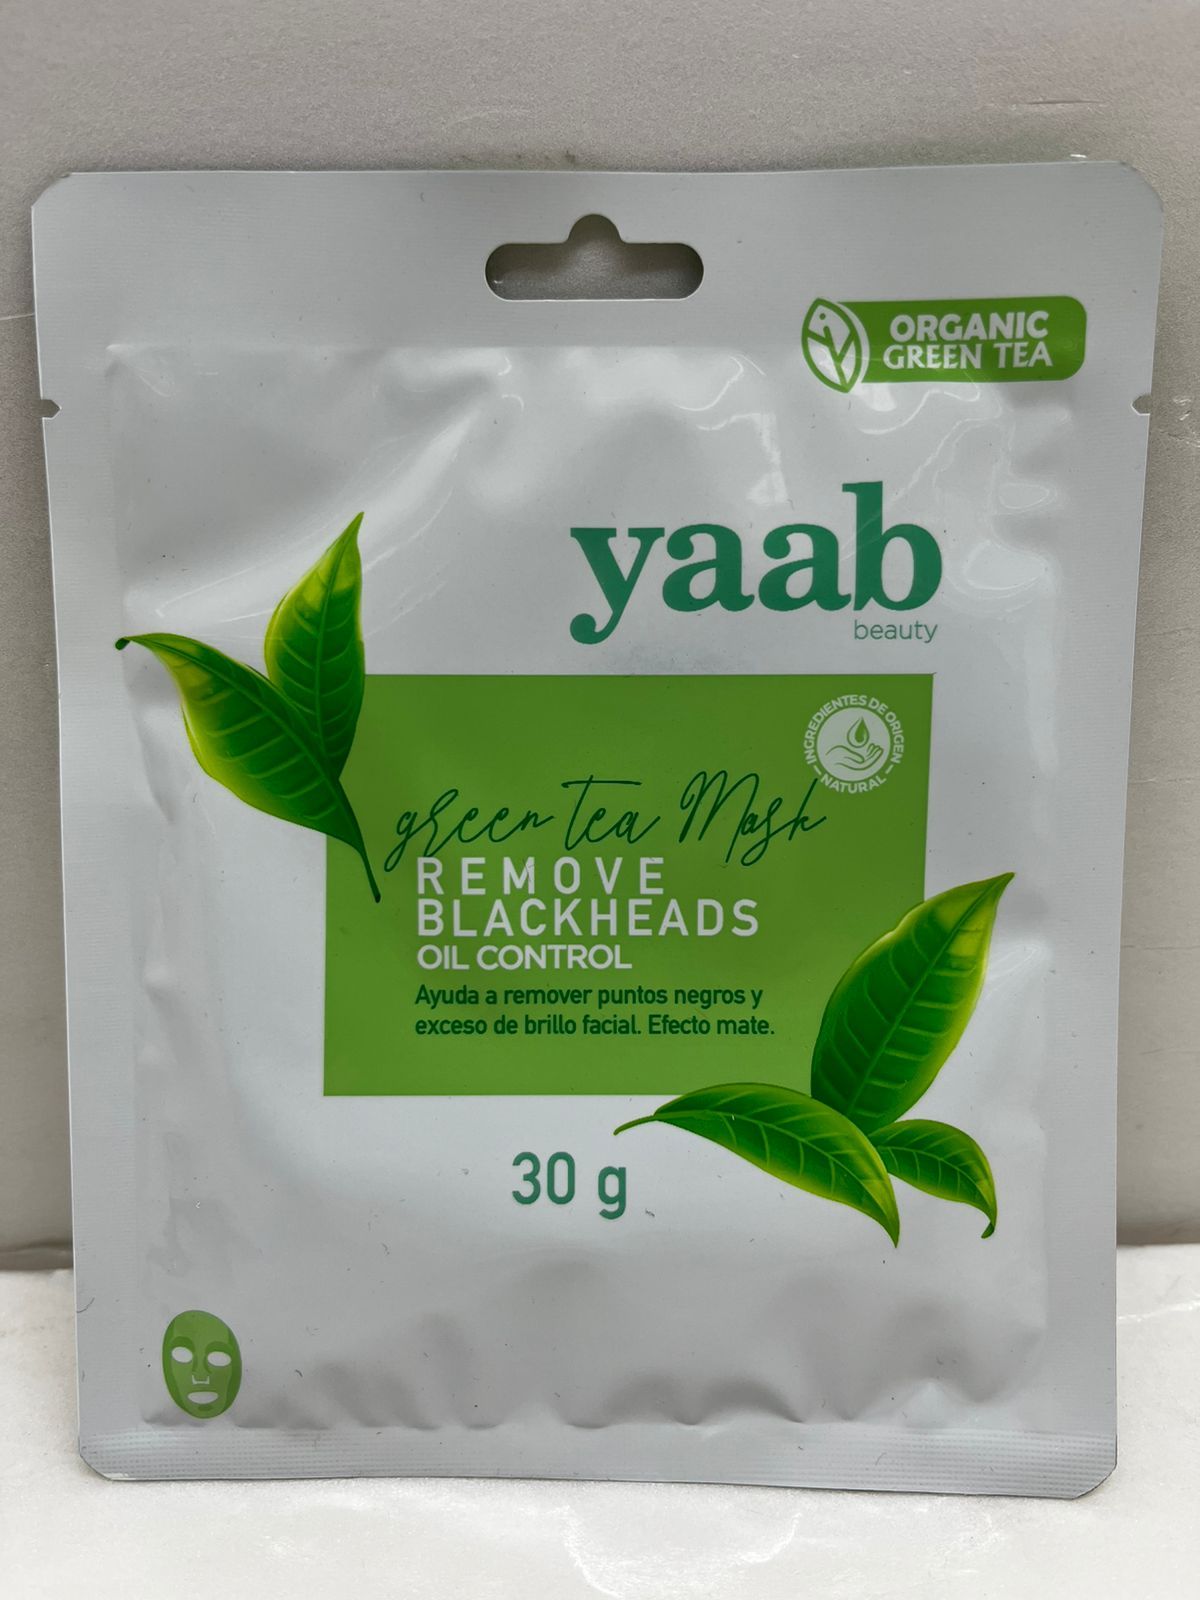 ORGANIC
GREEN TEA
yaab
beauty
INGREDIENTES DE ORIGEN
NATURAL
green tea Mask
REMOVE
BLACKHEADS
OIL CONTROL
Ayuda a remover puntos negros y
exceso de brillo facial. Efecto mate.
30 g